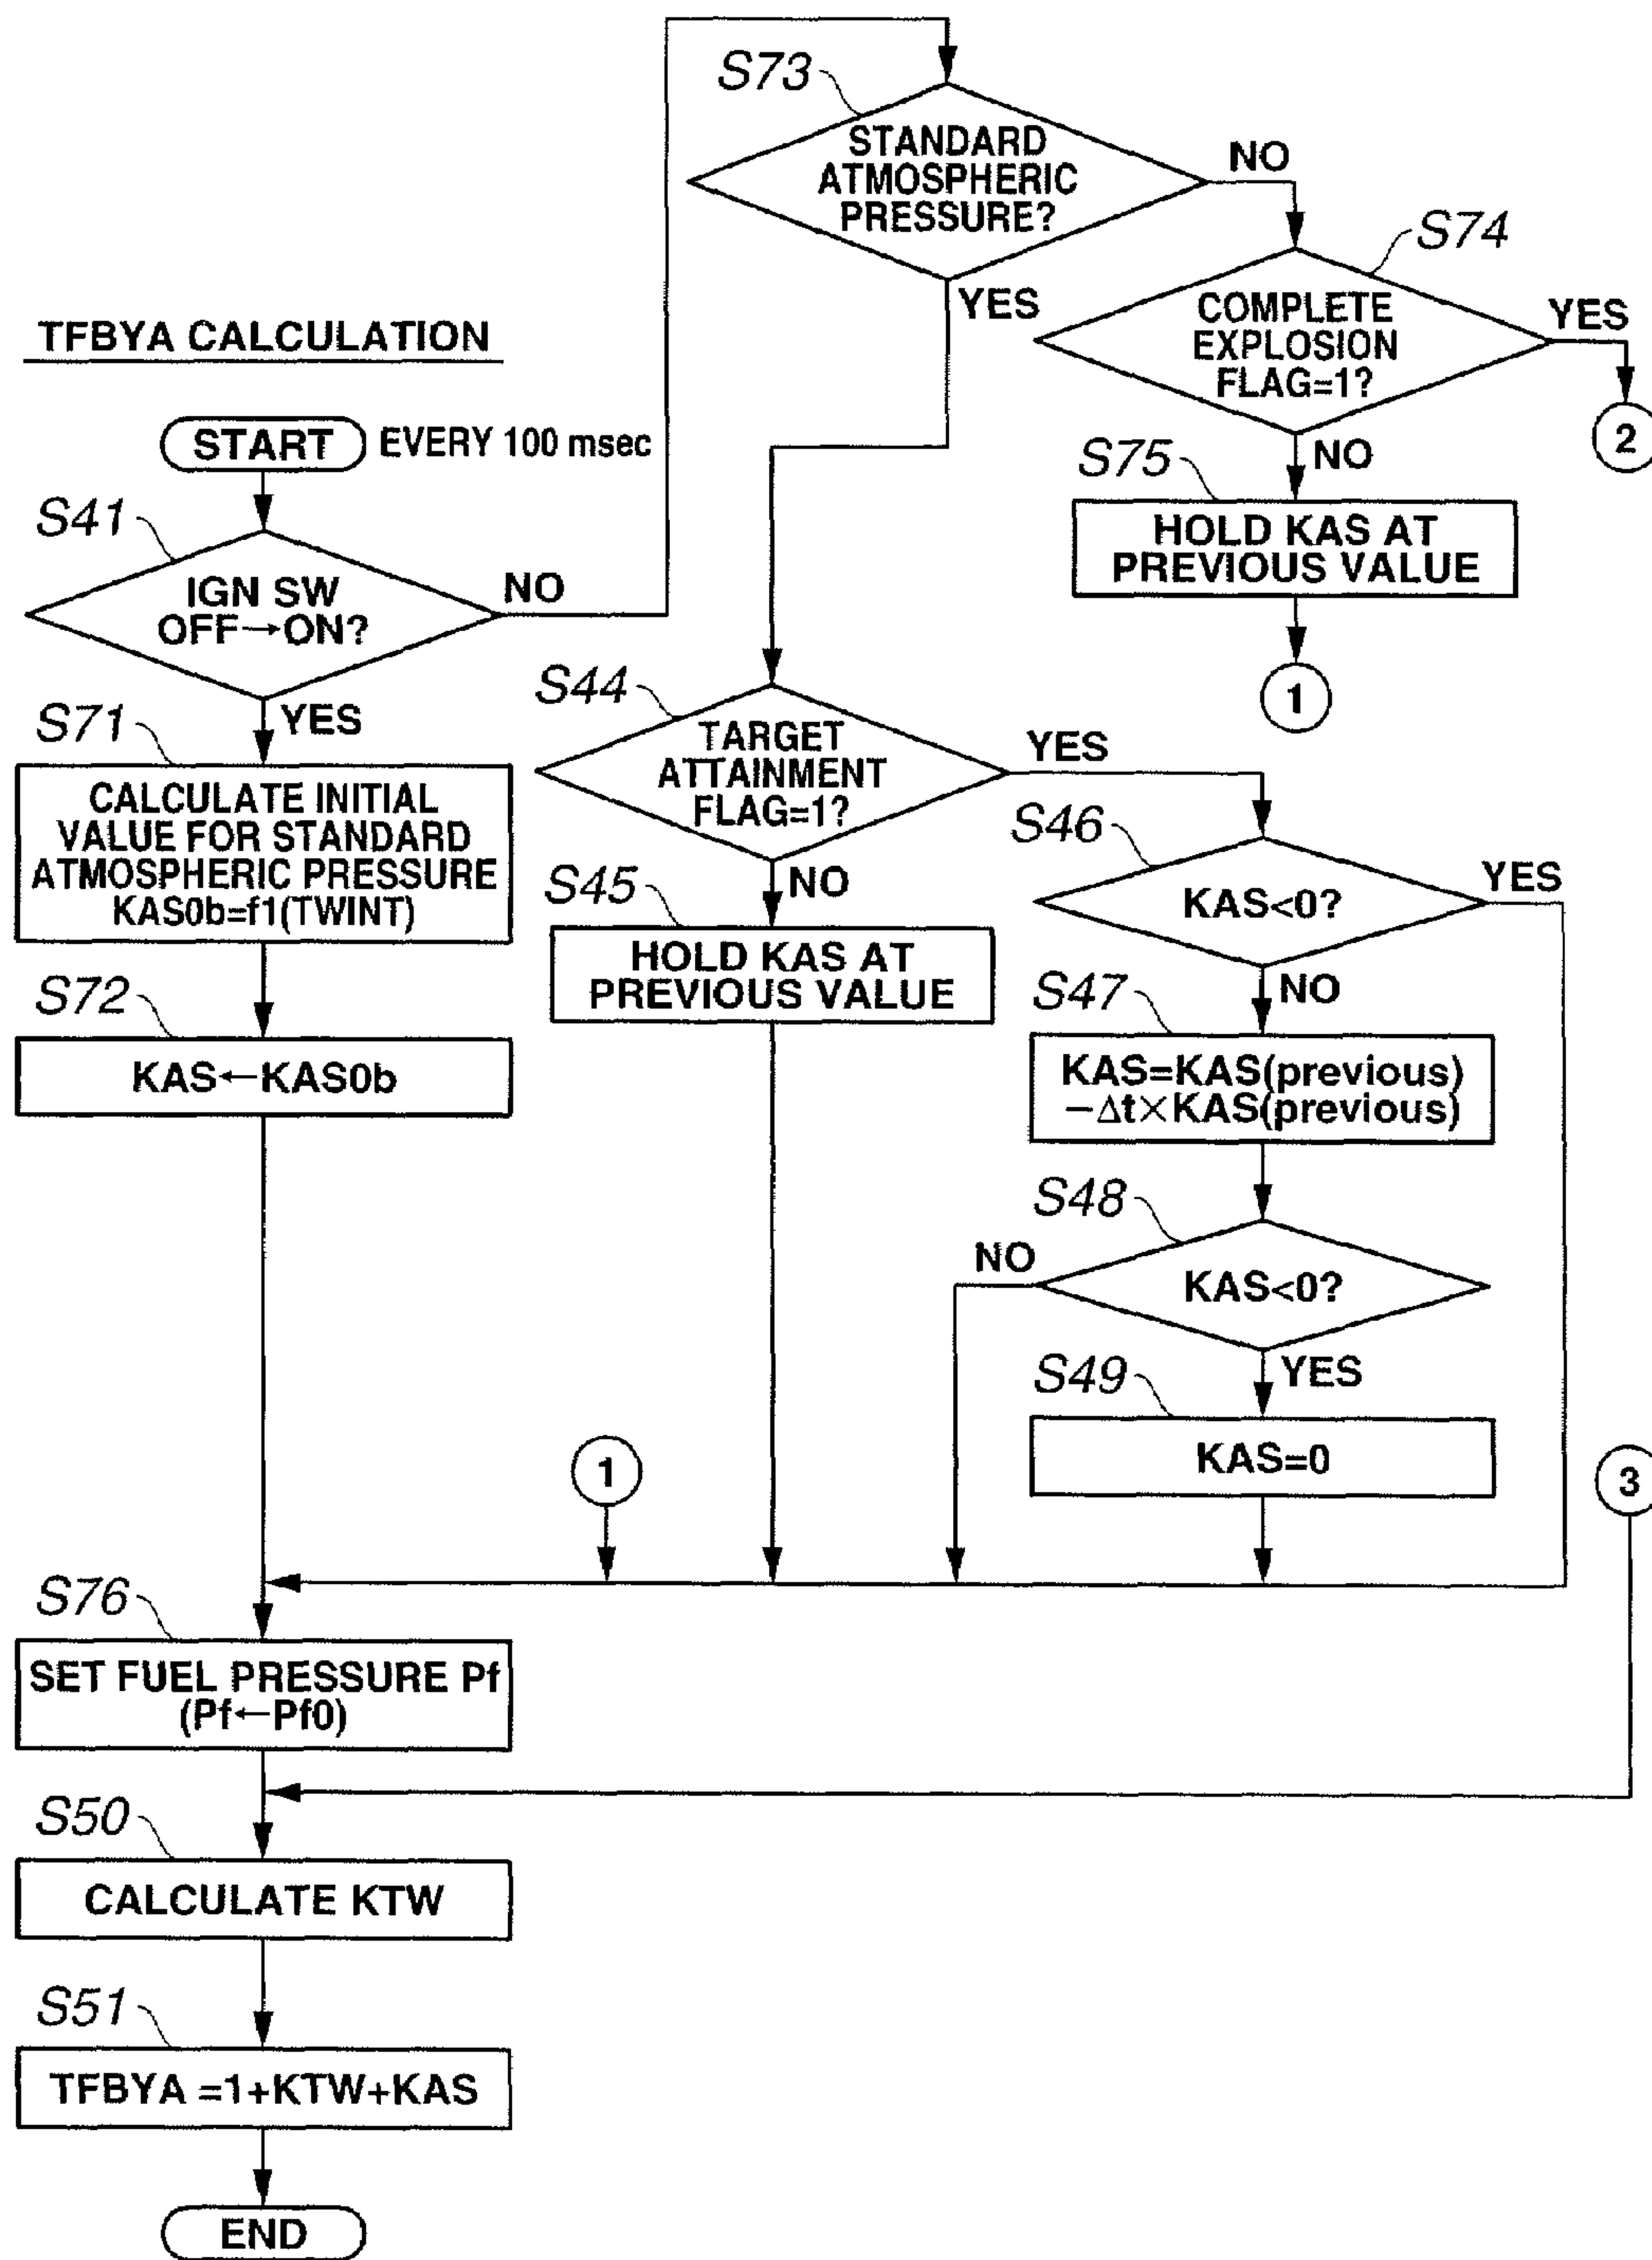 TFBYA CALCULATION
START
EVERY 100 msec
S41
IGN SW
OFF→ON?
NO
YES
S71
CALCULATE INITIAL
VALUE FOR STANDARD
ATMOSPHERIC PRESSURE
KAS0b=f1(TWINT)
S72
KAS←KAS0b
S73
STANDARD
ATMOSPHERIC
PRESSURE?
NO
YES
S74
COMPLETE
EXPLOSION
FLAG=1?
YES
2
NO
S75
HOLD KAS AT
PREVIOUS VALUE
1
S44
TARGET
ATTAINMENT
FLAG=1?
YES
NO
S45
HOLD KAS AT
PREVIOUS VALUE
S46
KAS<0?
YES
NO
S47
KAS=KAS(previous)
−Δt×KAS(previous)
S48
NO
KAS<0?
YES
S49
KAS=0
1
3
S76
SET FUEL PRESSURE Pf
(Pf←Pf0)
S50
CALCULATE KTW
S51
TFBYA =1+KTW+KAS
END